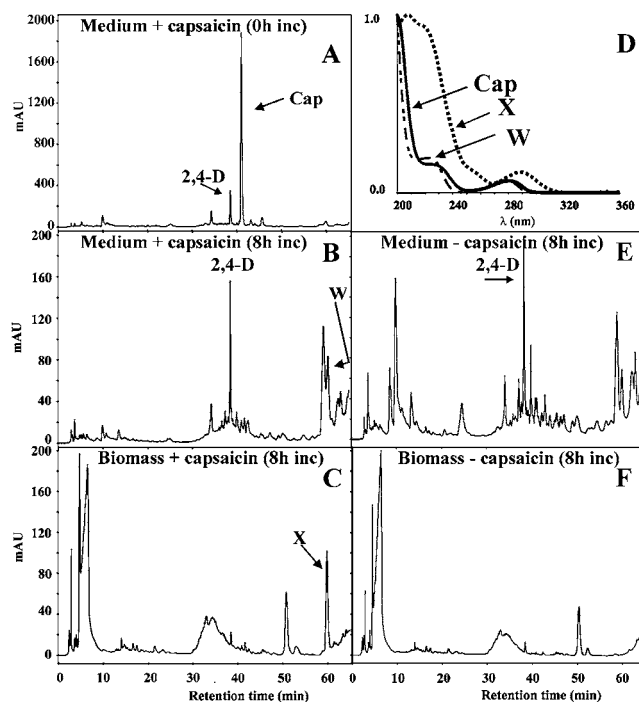 Medium + capsaicin (0h inc)
A
mAU
2000
1600
1200
800
400
0
Cap
2,4-D
D
1.0
0.0
Cap
X
W
200
240
280
320
360
λ (nm)
Medium + capsaicin (8h inc)
B
mAU
200
160
120
80
40
0
2,4-D
W
Medium - capsaicin (8h inc)
E
2,4-D
Biomass + capsaicin (8h inc)
C
mAU
200
160
120
80
40
0
X
0
10
20
30
40
50
60
Retention time (min)
Biomass - capsaicin (8h inc)
F
10
20
30
40
50
60
Retention time (min)